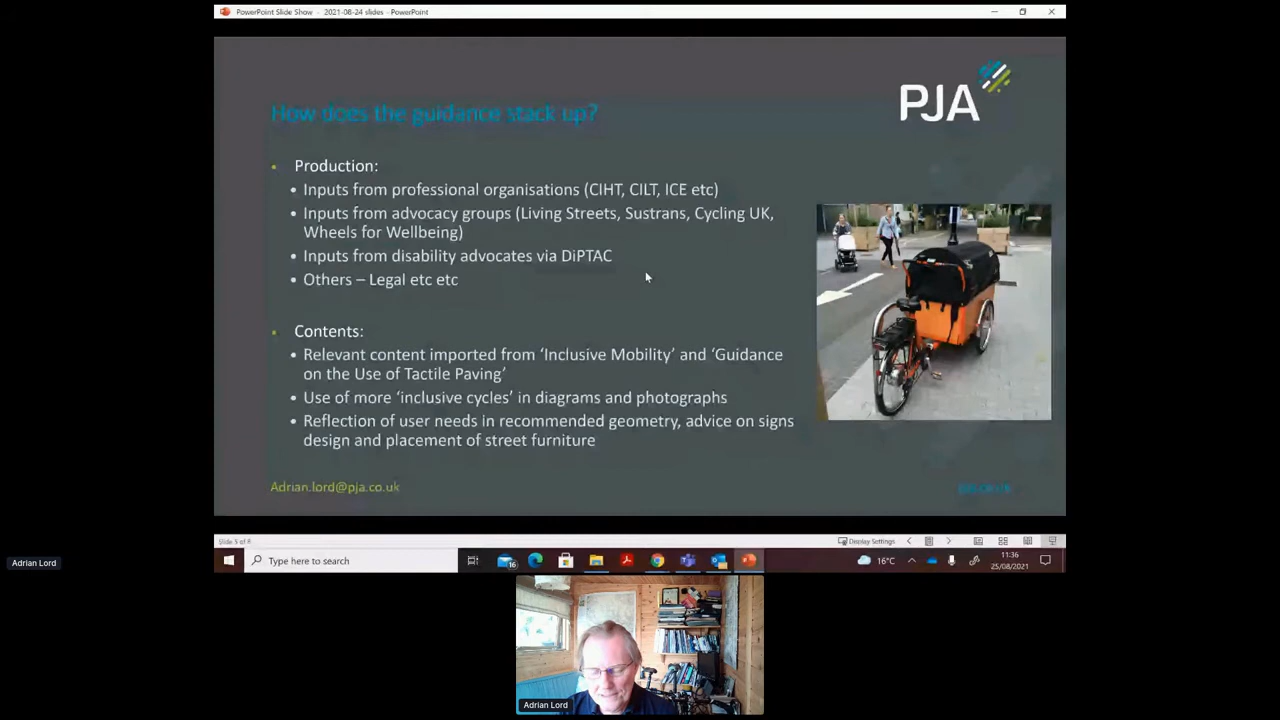 PowerPoint Slide Show - 2021-08-24 slides - PowerPoint
PJA
How does the guidance stack up?
• Production:
• Inputs from professional organisations (CIHT, CILT, ICE etc)
• Inputs from advocacy groups (Living Streets, Sustrans, Cycling UK,
Wheels for Wellbeing)
• Inputs from disability advocates via DiPTAC
• Others – Legal etc etc
• Contents:
• Relevant content imported from ‘Inclusive Mobility’ and ‘Guidance
on the Use of Tactile Paving’
• Use of more ‘inclusive cycles’ in diagrams and photographs
• Reflection of user needs in recommended geometry, advice on signs
design and placement of street furniture
Adrian.lord@pja.co.uk
Display Settings
Type here to search
16
16°C
11:36
25/08/2021
Adrian Lord
Adrian Lord